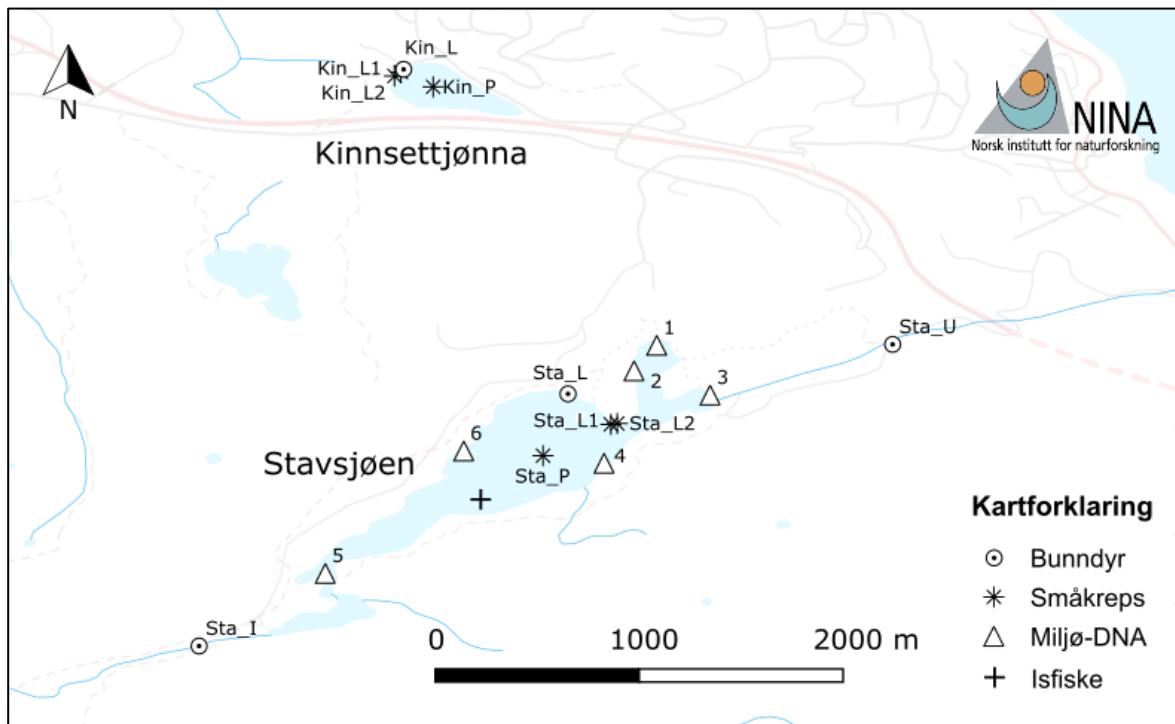 N
Kin_L
Kin_L1
Kin_L2
Kin_P
Kinnsettjønna
NINA
Norsk institutt for naturforskning
Sta_U
1
2
3
Sta_L
Sta_L1
Sta_L2
6
Stavsjøen
Sta_P
4
5
Sta_I
0 1000 2000 m
Kartforklaring
Bunndyr
Småkreps
Miljø-DNA
Isfiske